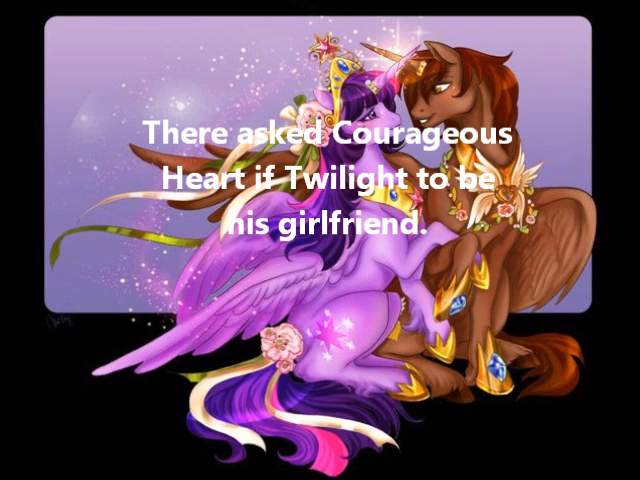 There asked Courageous
Heart if Twilight to be
his girlfriend.